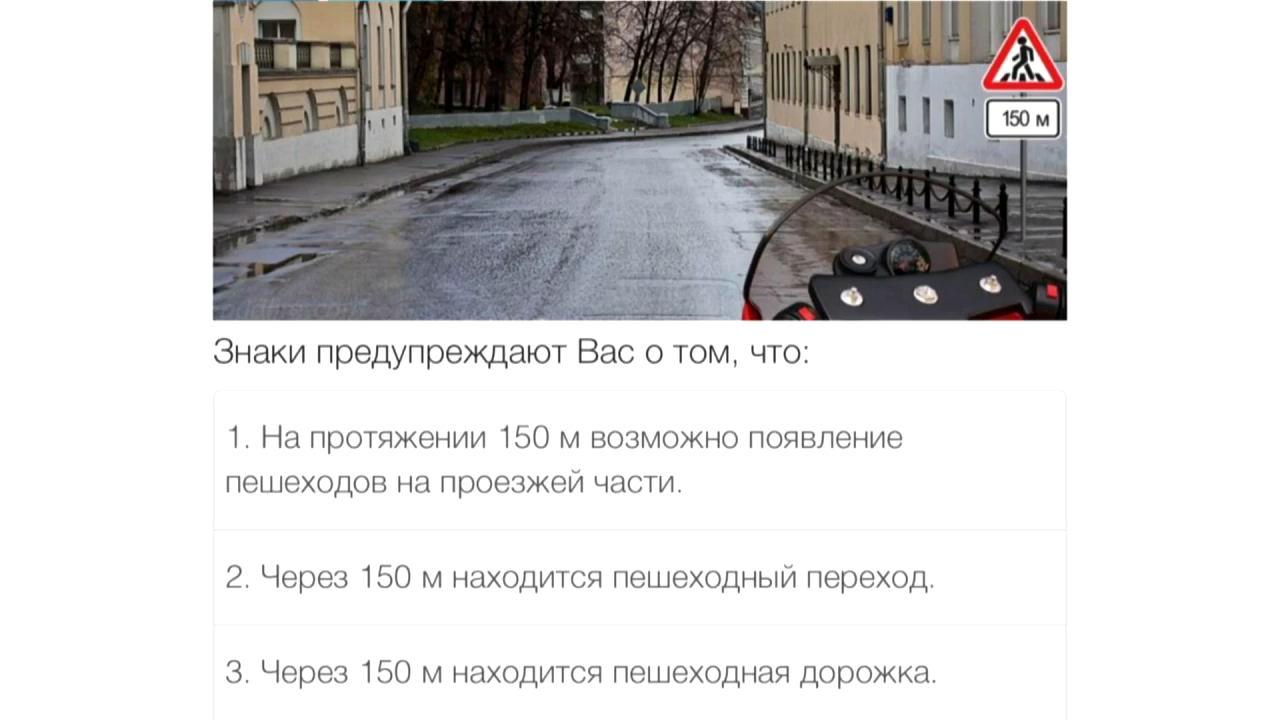 150 м
Знаки предупреждают Вас о том, что:
1. На протяжении 150 м возможно появление
пешеходов на проезжей части.
2. Через 150 м находится пешеходный переход.
3. Через 150 м находится пешеходная дорожка.